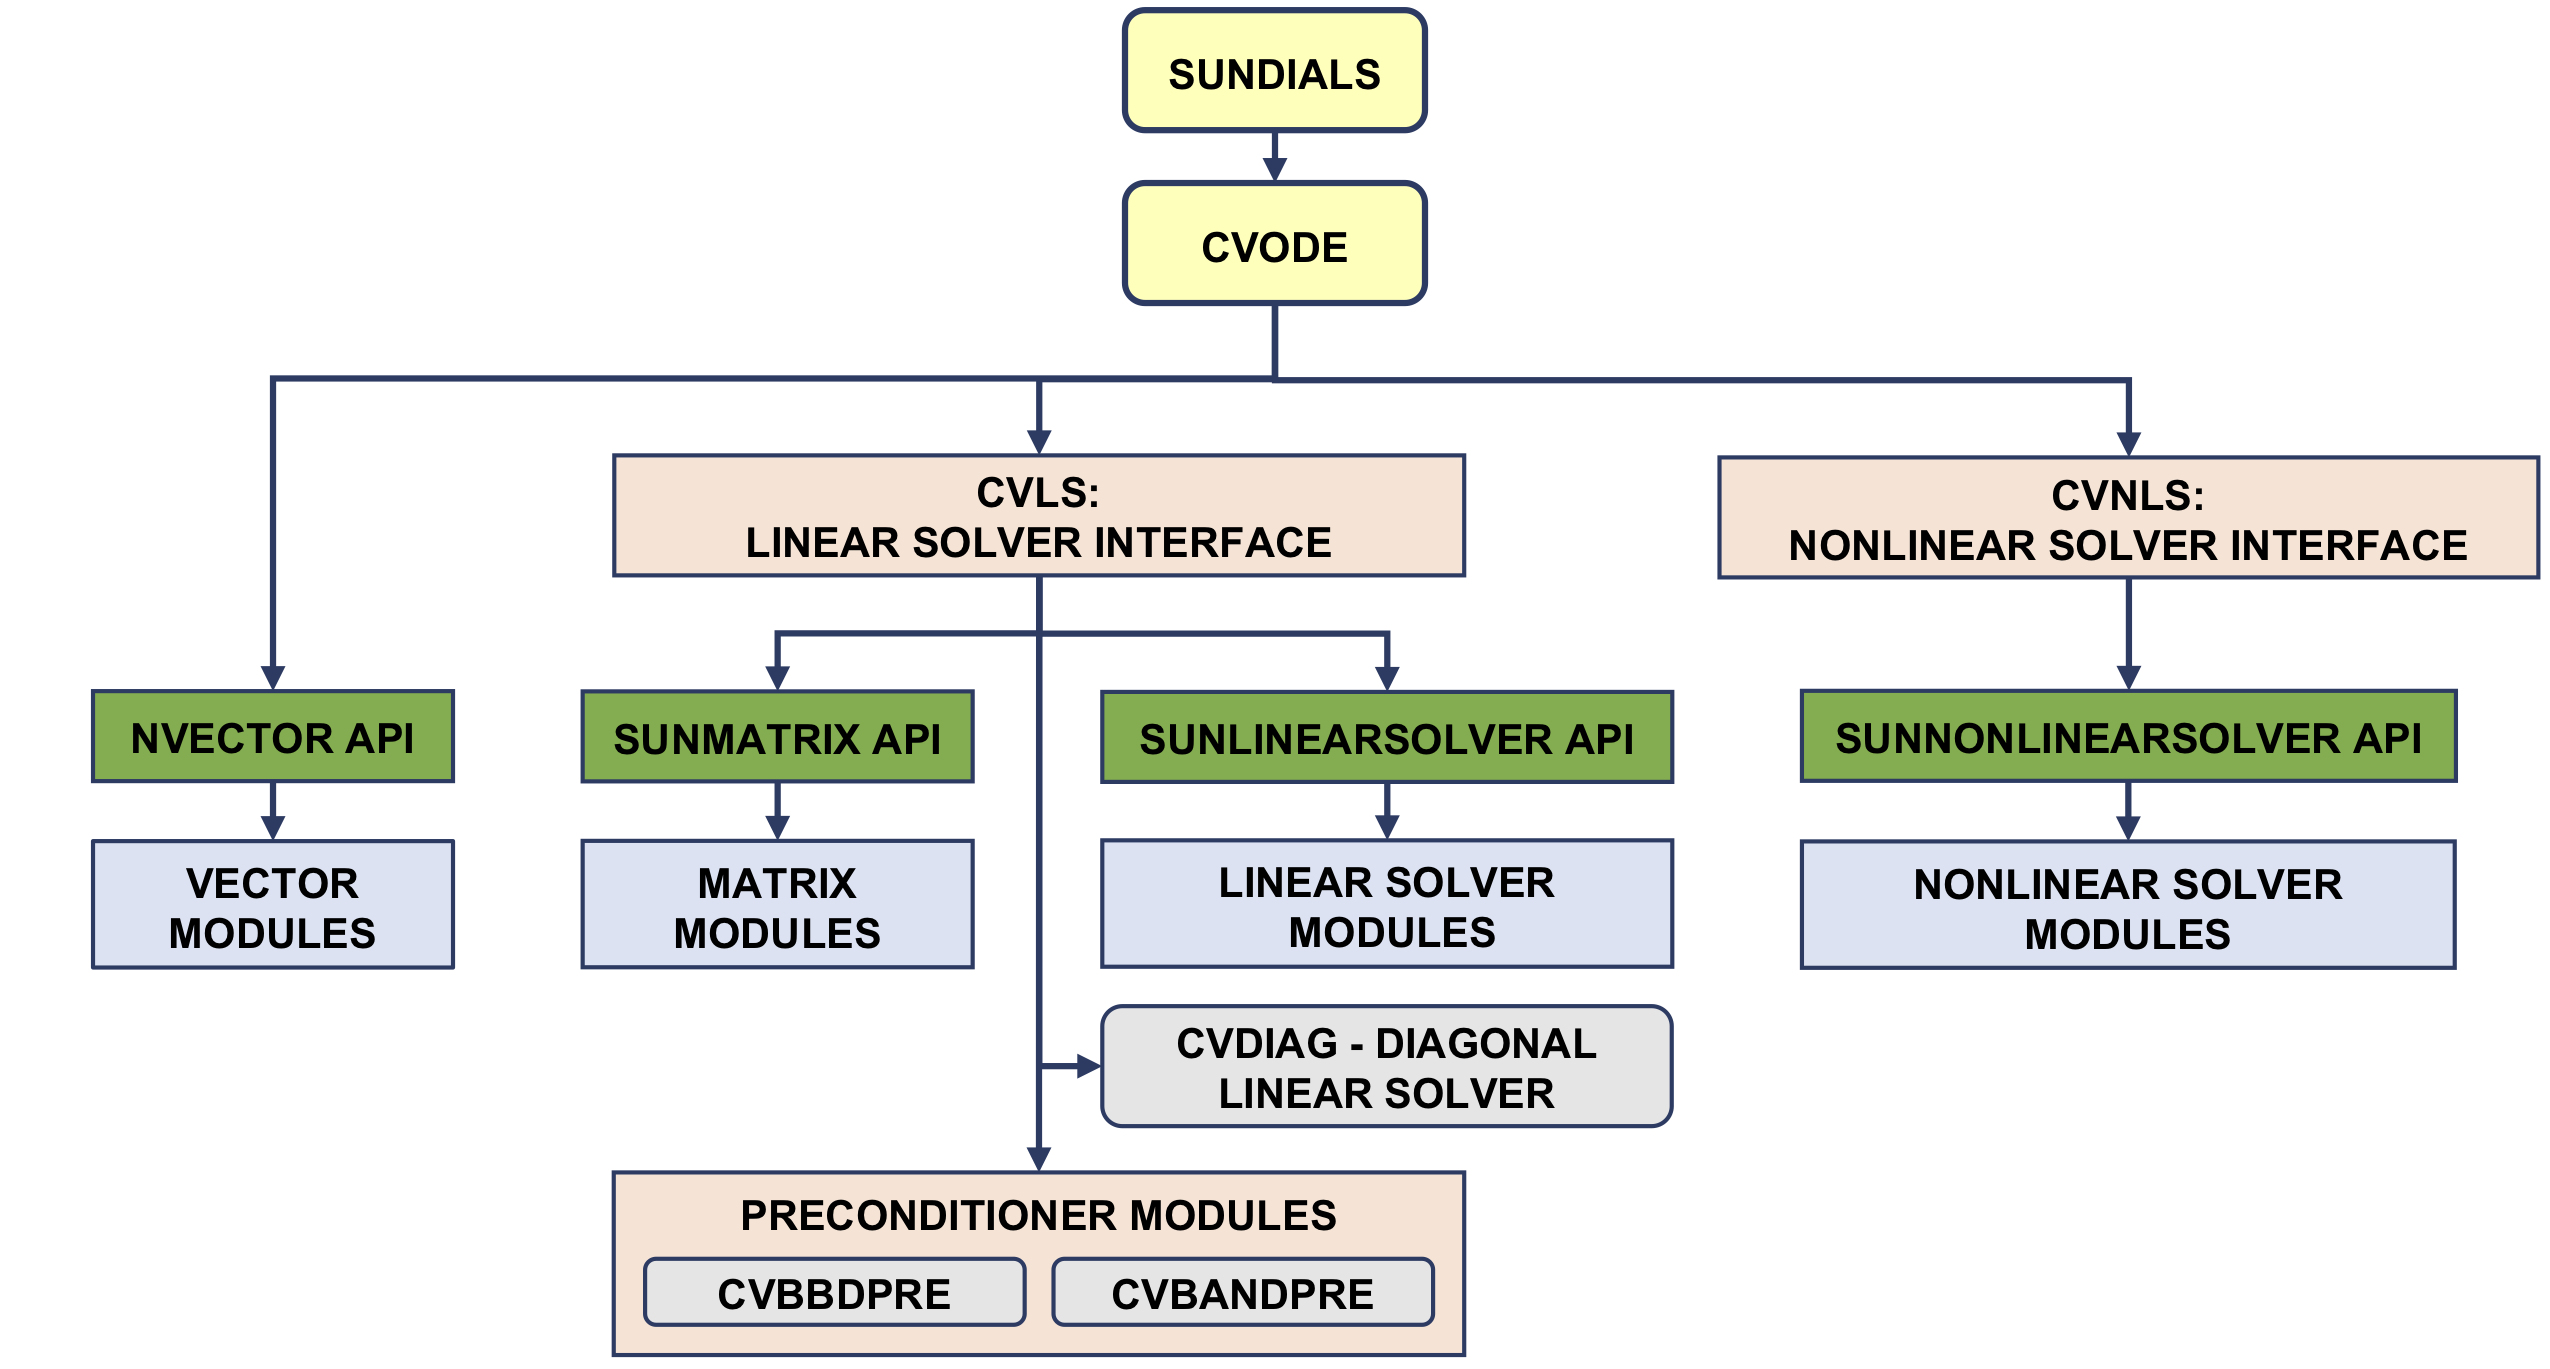 SUNDIALS
CVODE
CVLS:
LINEAR SOLVER INTERFACE
CVNLS:
NONLINEAR SOLVER INTERFACE
NVECTOR API
SUNMATRIX API
SUNLINEARSOLVER API
SUNNONLINEARSOLVER API
VECTOR
MODULES
MATRIX
MODULES
LINEAR SOLVER
MODULES
NONLINEAR SOLVER
MODULES
CVDIAG - DIAGONAL
LINEAR SOLVER
PRECONDITIONER MODULES
CVBBDPRE
CVBANDPRE